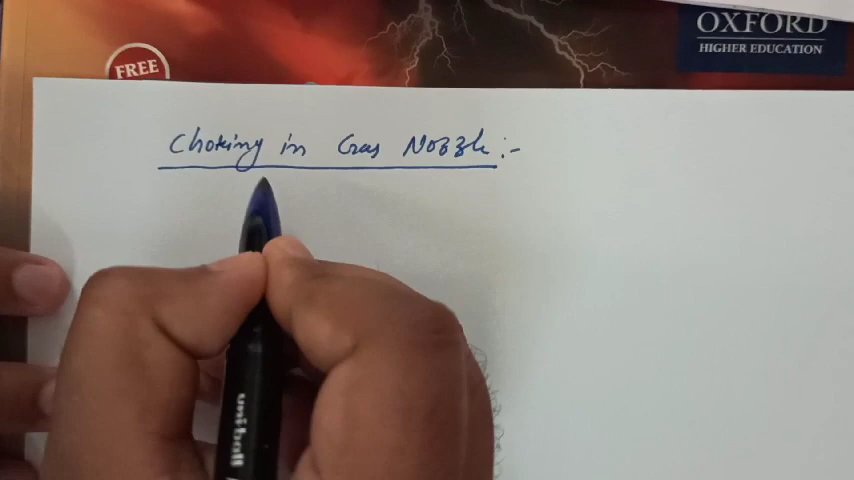 OXFORD
HIGHER EDUCATION
FREE
Choking in Gas Nozzle :-
uniball